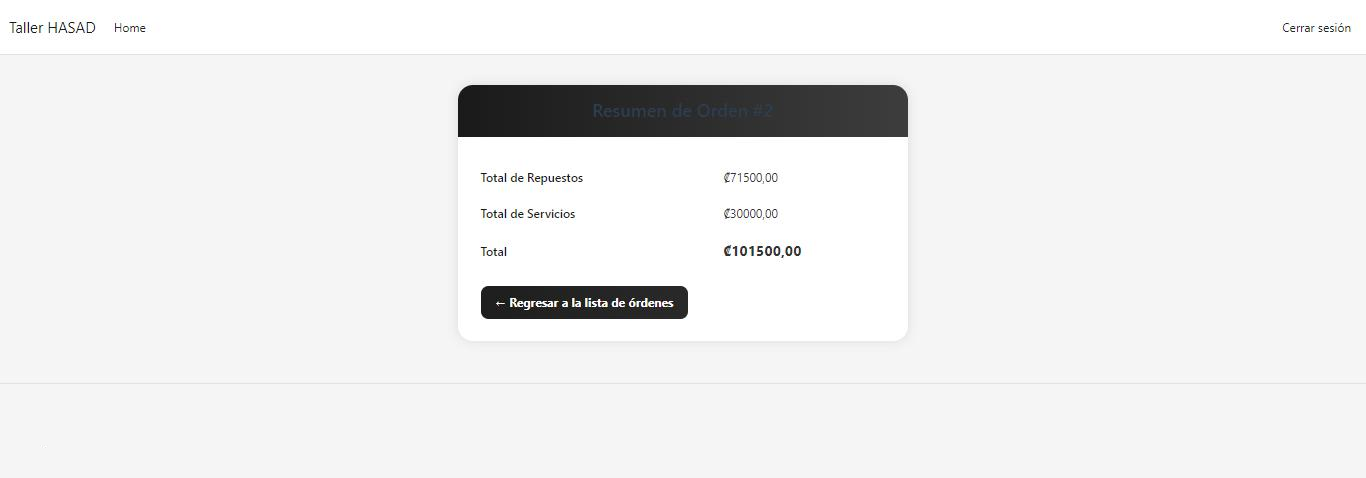 Taller HASAD Home Cerrar sesión
Resumen de Orden #2
Total de Repuestos ₡71500,00
Total de Servicios ₡30000,00
Total ₡101500,00
← Regresar a la lista de órdenes